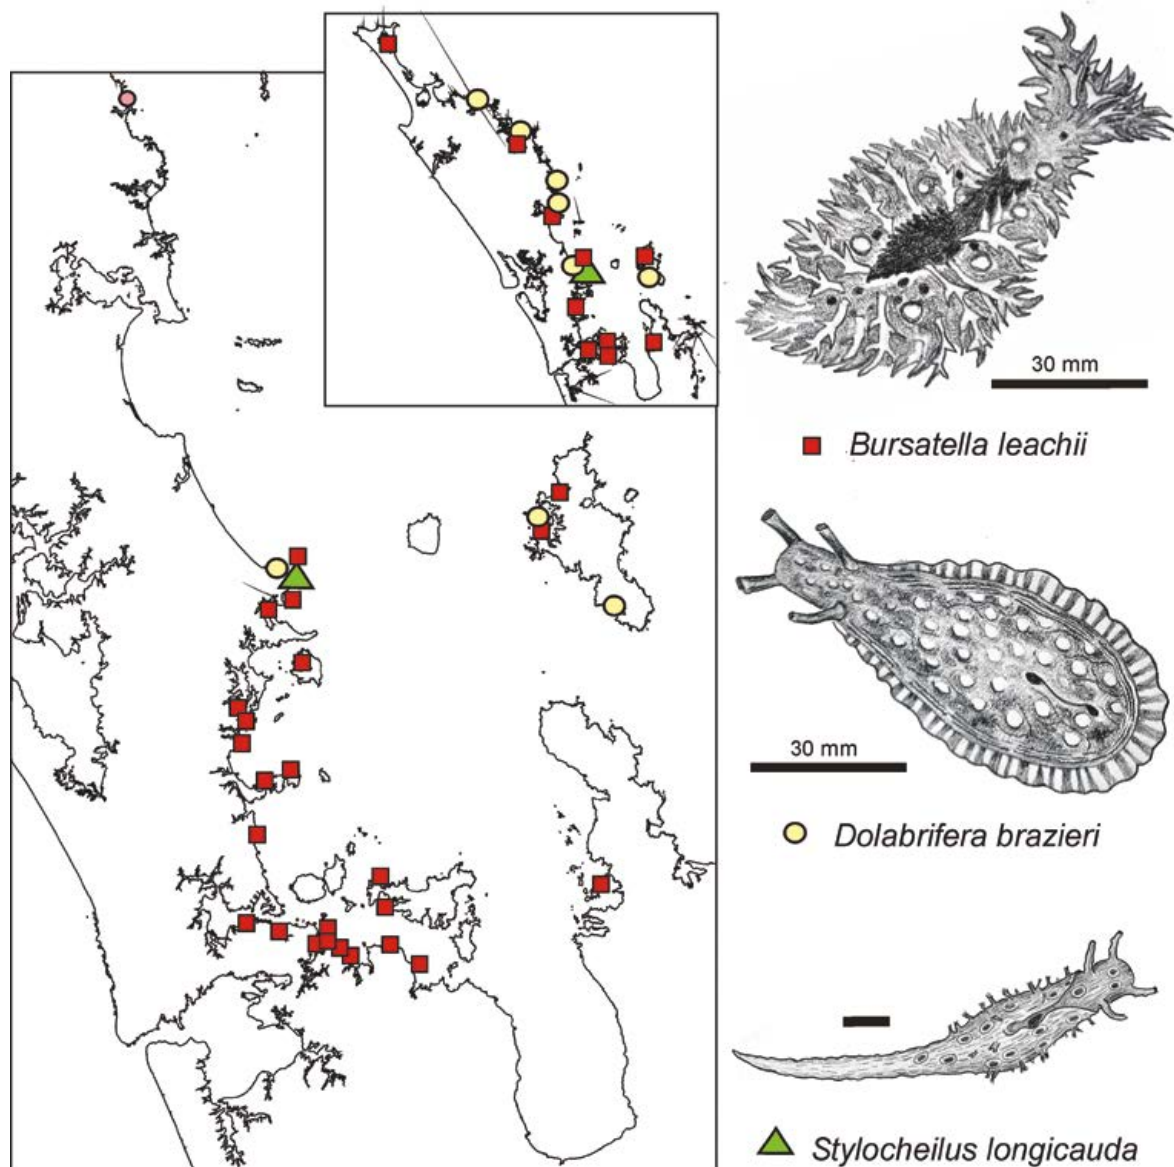 30 mm
Bursatella leachii
30 mm
Dolabrifera brazieri
Stylocheilus longicauda